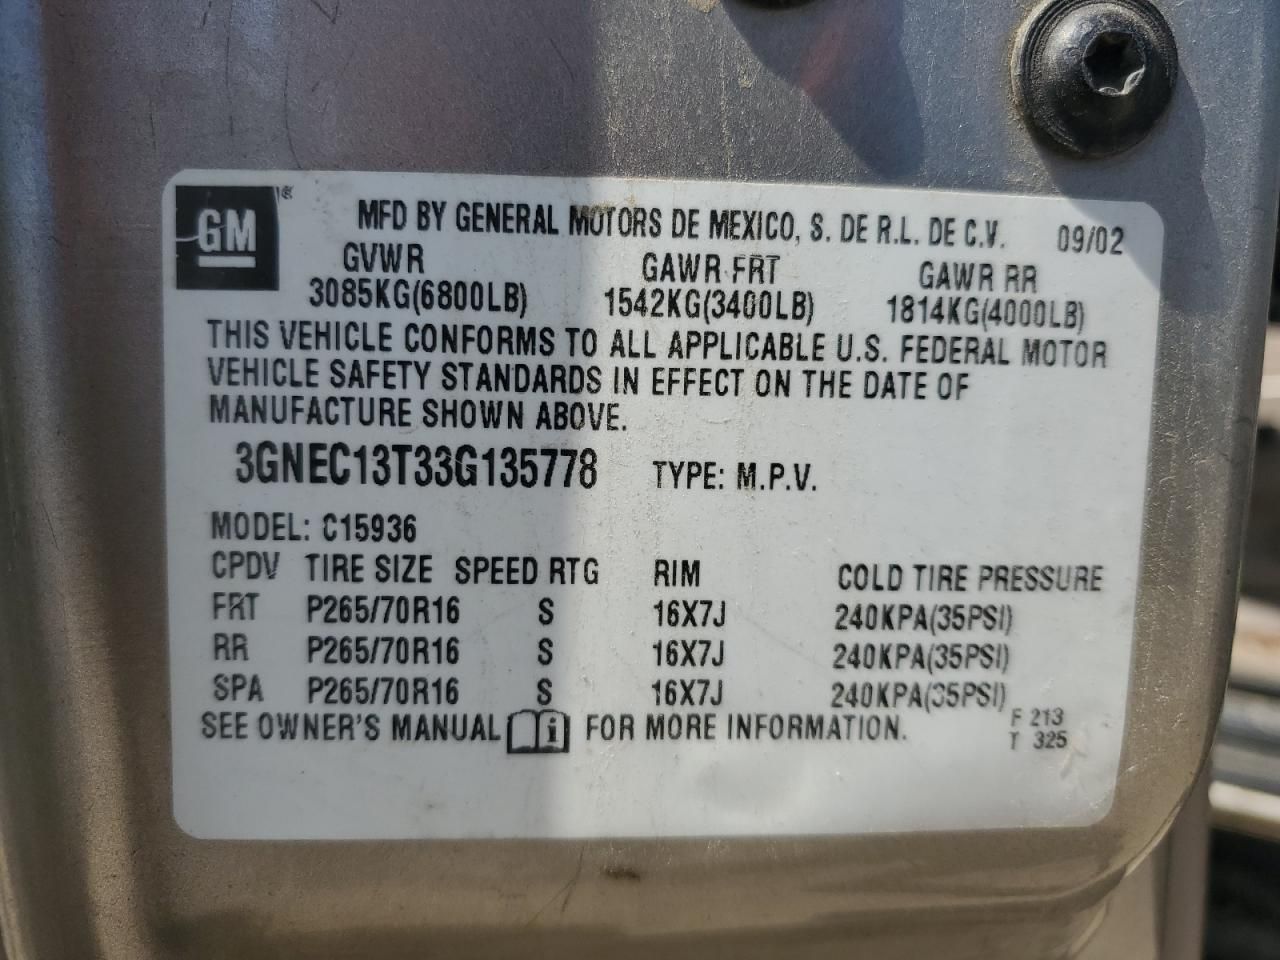 GM ® MFD BY GENERAL MOTORS DE MEXICO, S. DE R.L. DE C.V. 09/02
GVWR GAWR FRT GAWR RR
3085KG(6800LB) 1542KG(3400LB) 1814KG(4000LB)
THIS VEHICLE CONFORMS TO ALL APPLICABLE U.S. FEDERAL MOTOR
VEHICLE SAFETY STANDARDS IN EFFECT ON THE DATE OF
MANUFACTURE SHOWN ABOVE.
3GNEC13T33G135778 TYPE: M.P.V.
MODEL: C15936
CPDV TIRE SIZE SPEED RTG RIM COLD TIRE PRESSURE
FRT P265/70R16 S 16X7J 240KPA(35PSI)
RR P265/70R16 S 16X7J 240KPA(35PSI)
SPA P265/70R16 S 16X7J 240KPA(35PSI)
SEE OWNER'S MANUAL i FOR MORE INFORMATION.
F 213
T 325